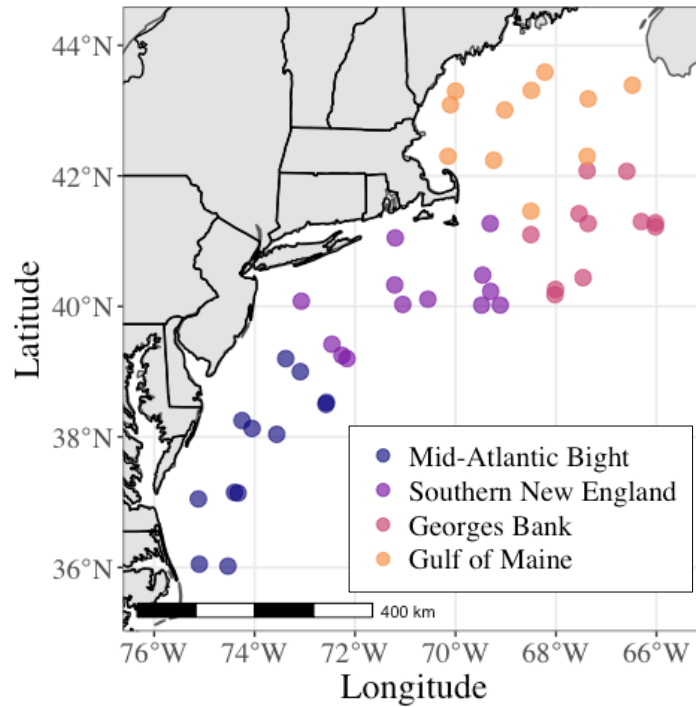 44°N
42°N
40°N
38°N
36°N
Latitude
Mid-Atlantic Bight
Southern New England
Georges Bank
Gulf of Maine
400 km
76°W 74°W 72°W 70°W 68°W 66°W
Longitude